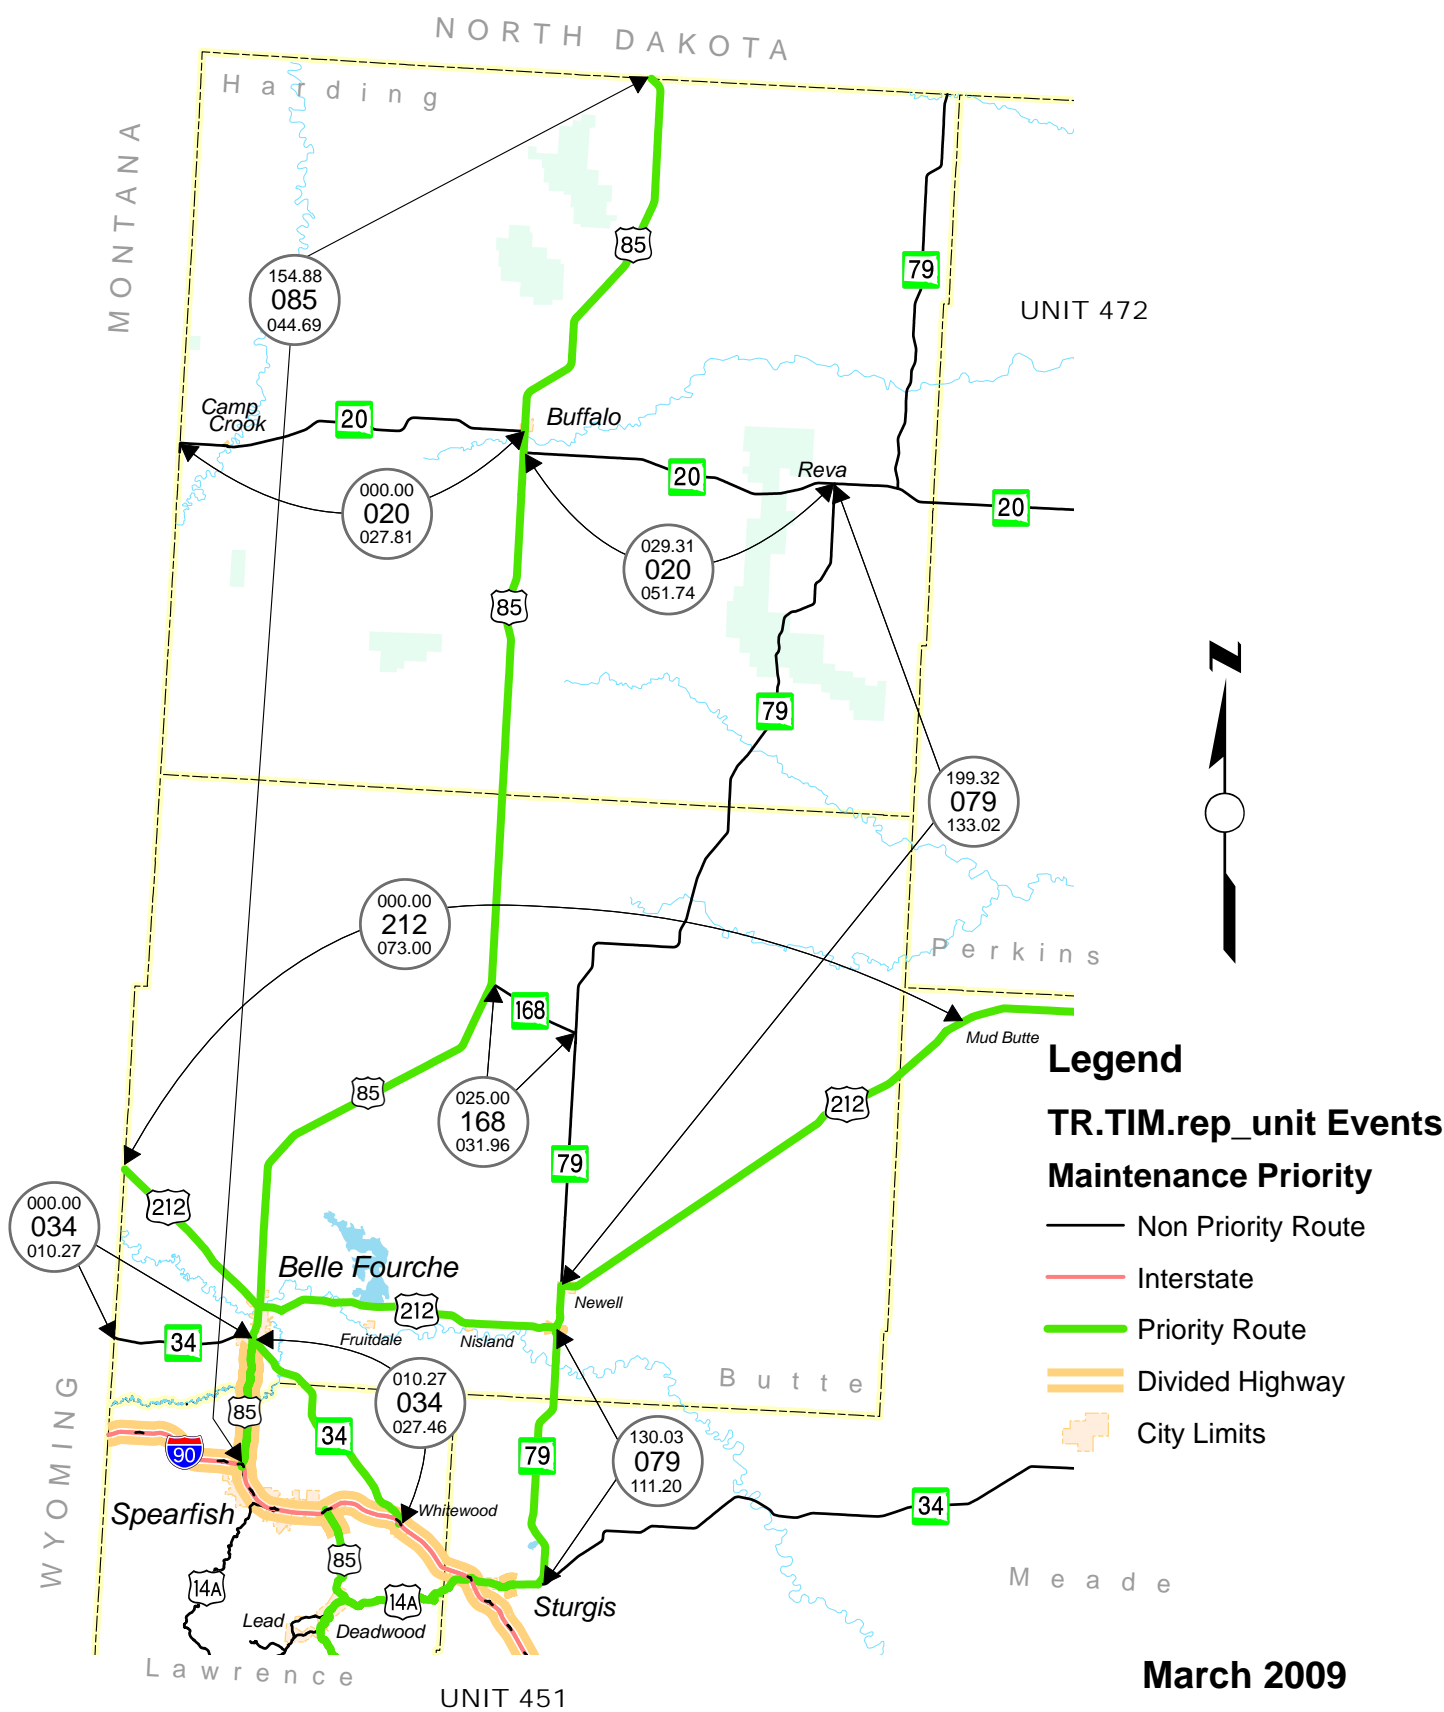 NORTH DAKOTA
Harding
MONTANA
85
79
154.88
085
044.69
UNIT 472
Camp
Crook
20
Buffalo
20
Reva
20
000.00
020
027.81
029.31
020
051.74
85
79
N
199.32
079
133.02
000.00
212
073.00
Perkins
168
Mud Butte
Legend
TR.TIM.rep_unit Events
Maintenance Priority
Non Priority Route
Interstate
Priority Route
Divided Highway
City Limits
85
212
025.00
168
031.96
79
212
000.00
034
010.27
Belle Fourche
212
Newell
34
Fruitdale
Nisland
Butte
010.27
034
027.46
WYOMING
85
34
90
79
130.03
079
111.20
Spearfish
Whitewood
34
85
14A
14A
Meade
Lead
Deadwood
Sturgis
Lawrence
UNIT 451
March 2009